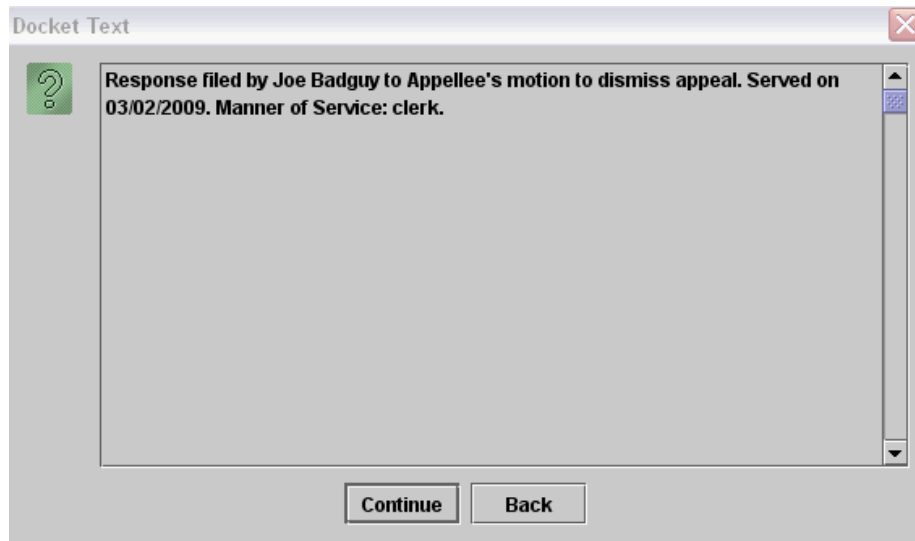 Docket Text
Response filed by Joe Badguy to Appellee's motion to dismiss appeal. Served on
03/02/2009. Manner of Service: clerk.
Continue Back